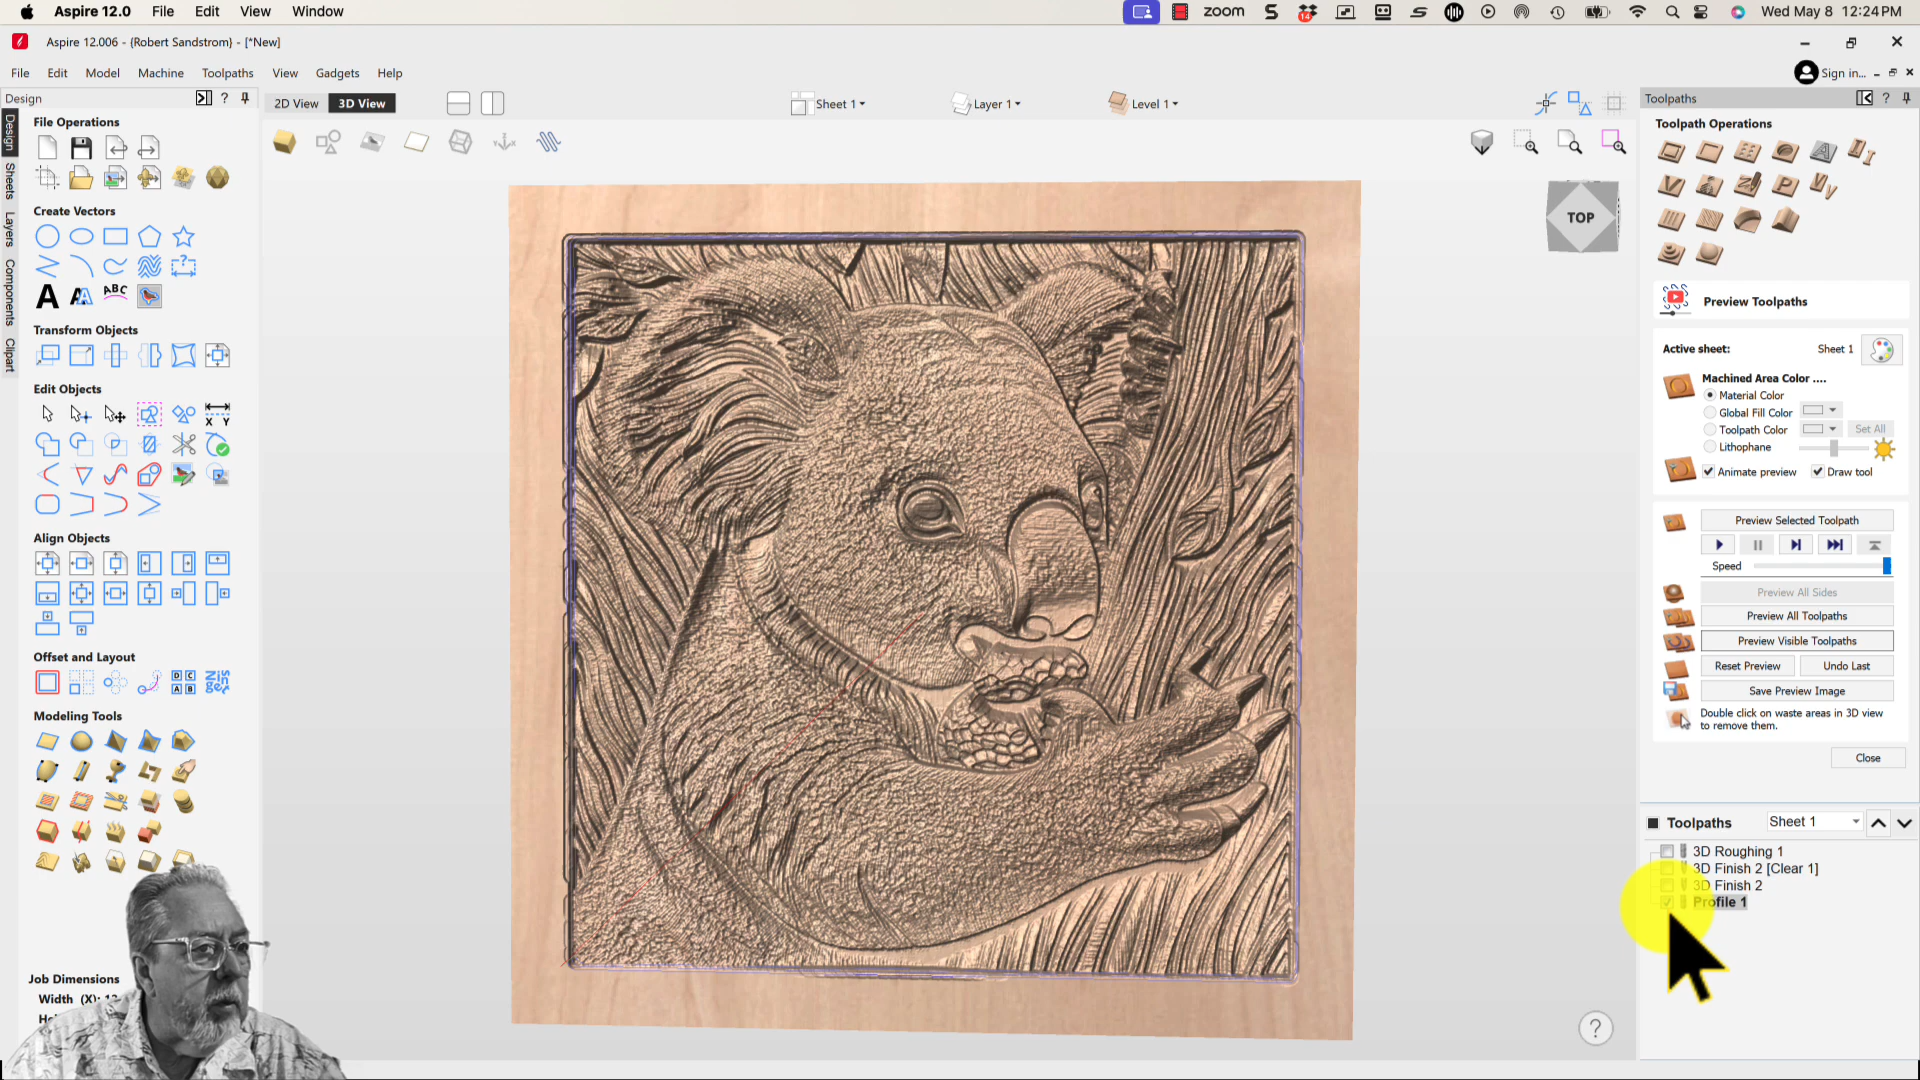 Aspire 12.0 File Edit View Window
zoom
14
Wed May 8 12:24 PM
Aspire 12.006 - {Robert Sandstrom} - [*New]
File Edit Model Machine Toolpaths View Gadgets Help
Sign in...
Design
2D View 3D View
Sheet 1
Layer 1
Level 1
Design
Sheets
Layers
Components
Clipart
File Operations
Create Vectors
ABC
Transform Objects
Edit Objects
X Y
Align Objects
Offset and Layout
Modeling Tools
Job Dimensions
Width (X):
TOP
Toolpaths
Toolpath Operations
Preview Toolpaths
Active sheet: Sheet 1
Machined Area Color ....
Material Color
Global Fill Color
Toolpath Color Set All
Lithophane
Animate preview Draw tool
Preview Selected Toolpath
Speed
Preview All Sides
Preview All Toolpaths
Preview Visible Toolpaths
Reset Preview Undo Last
Save Preview Image
Double click on waste areas in 3D view
to remove them.
Close
Toolpaths Sheet 1
3D Roughing 1
3D Finish 2 [Clear 1]
3D Finish 2
Profile 1